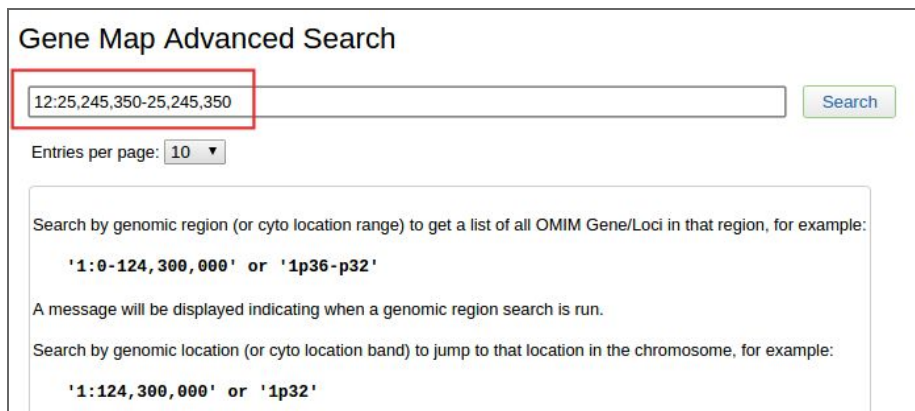 Gene Map Advanced Search
12:25,245,350-25,245,350
Search
Entries per page: 10 ▼
Search by genomic region (or cyto location range) to get a list of all OMIM Gene/Loci in that region, for example:
'1:0-124,300,000' or '1p36-p32'
A message will be displayed indicating when a genomic region search is run.
Search by genomic location (or cyto location band) to jump to that location in the chromosome, for example:
'1:124,300,000' or '1p32'